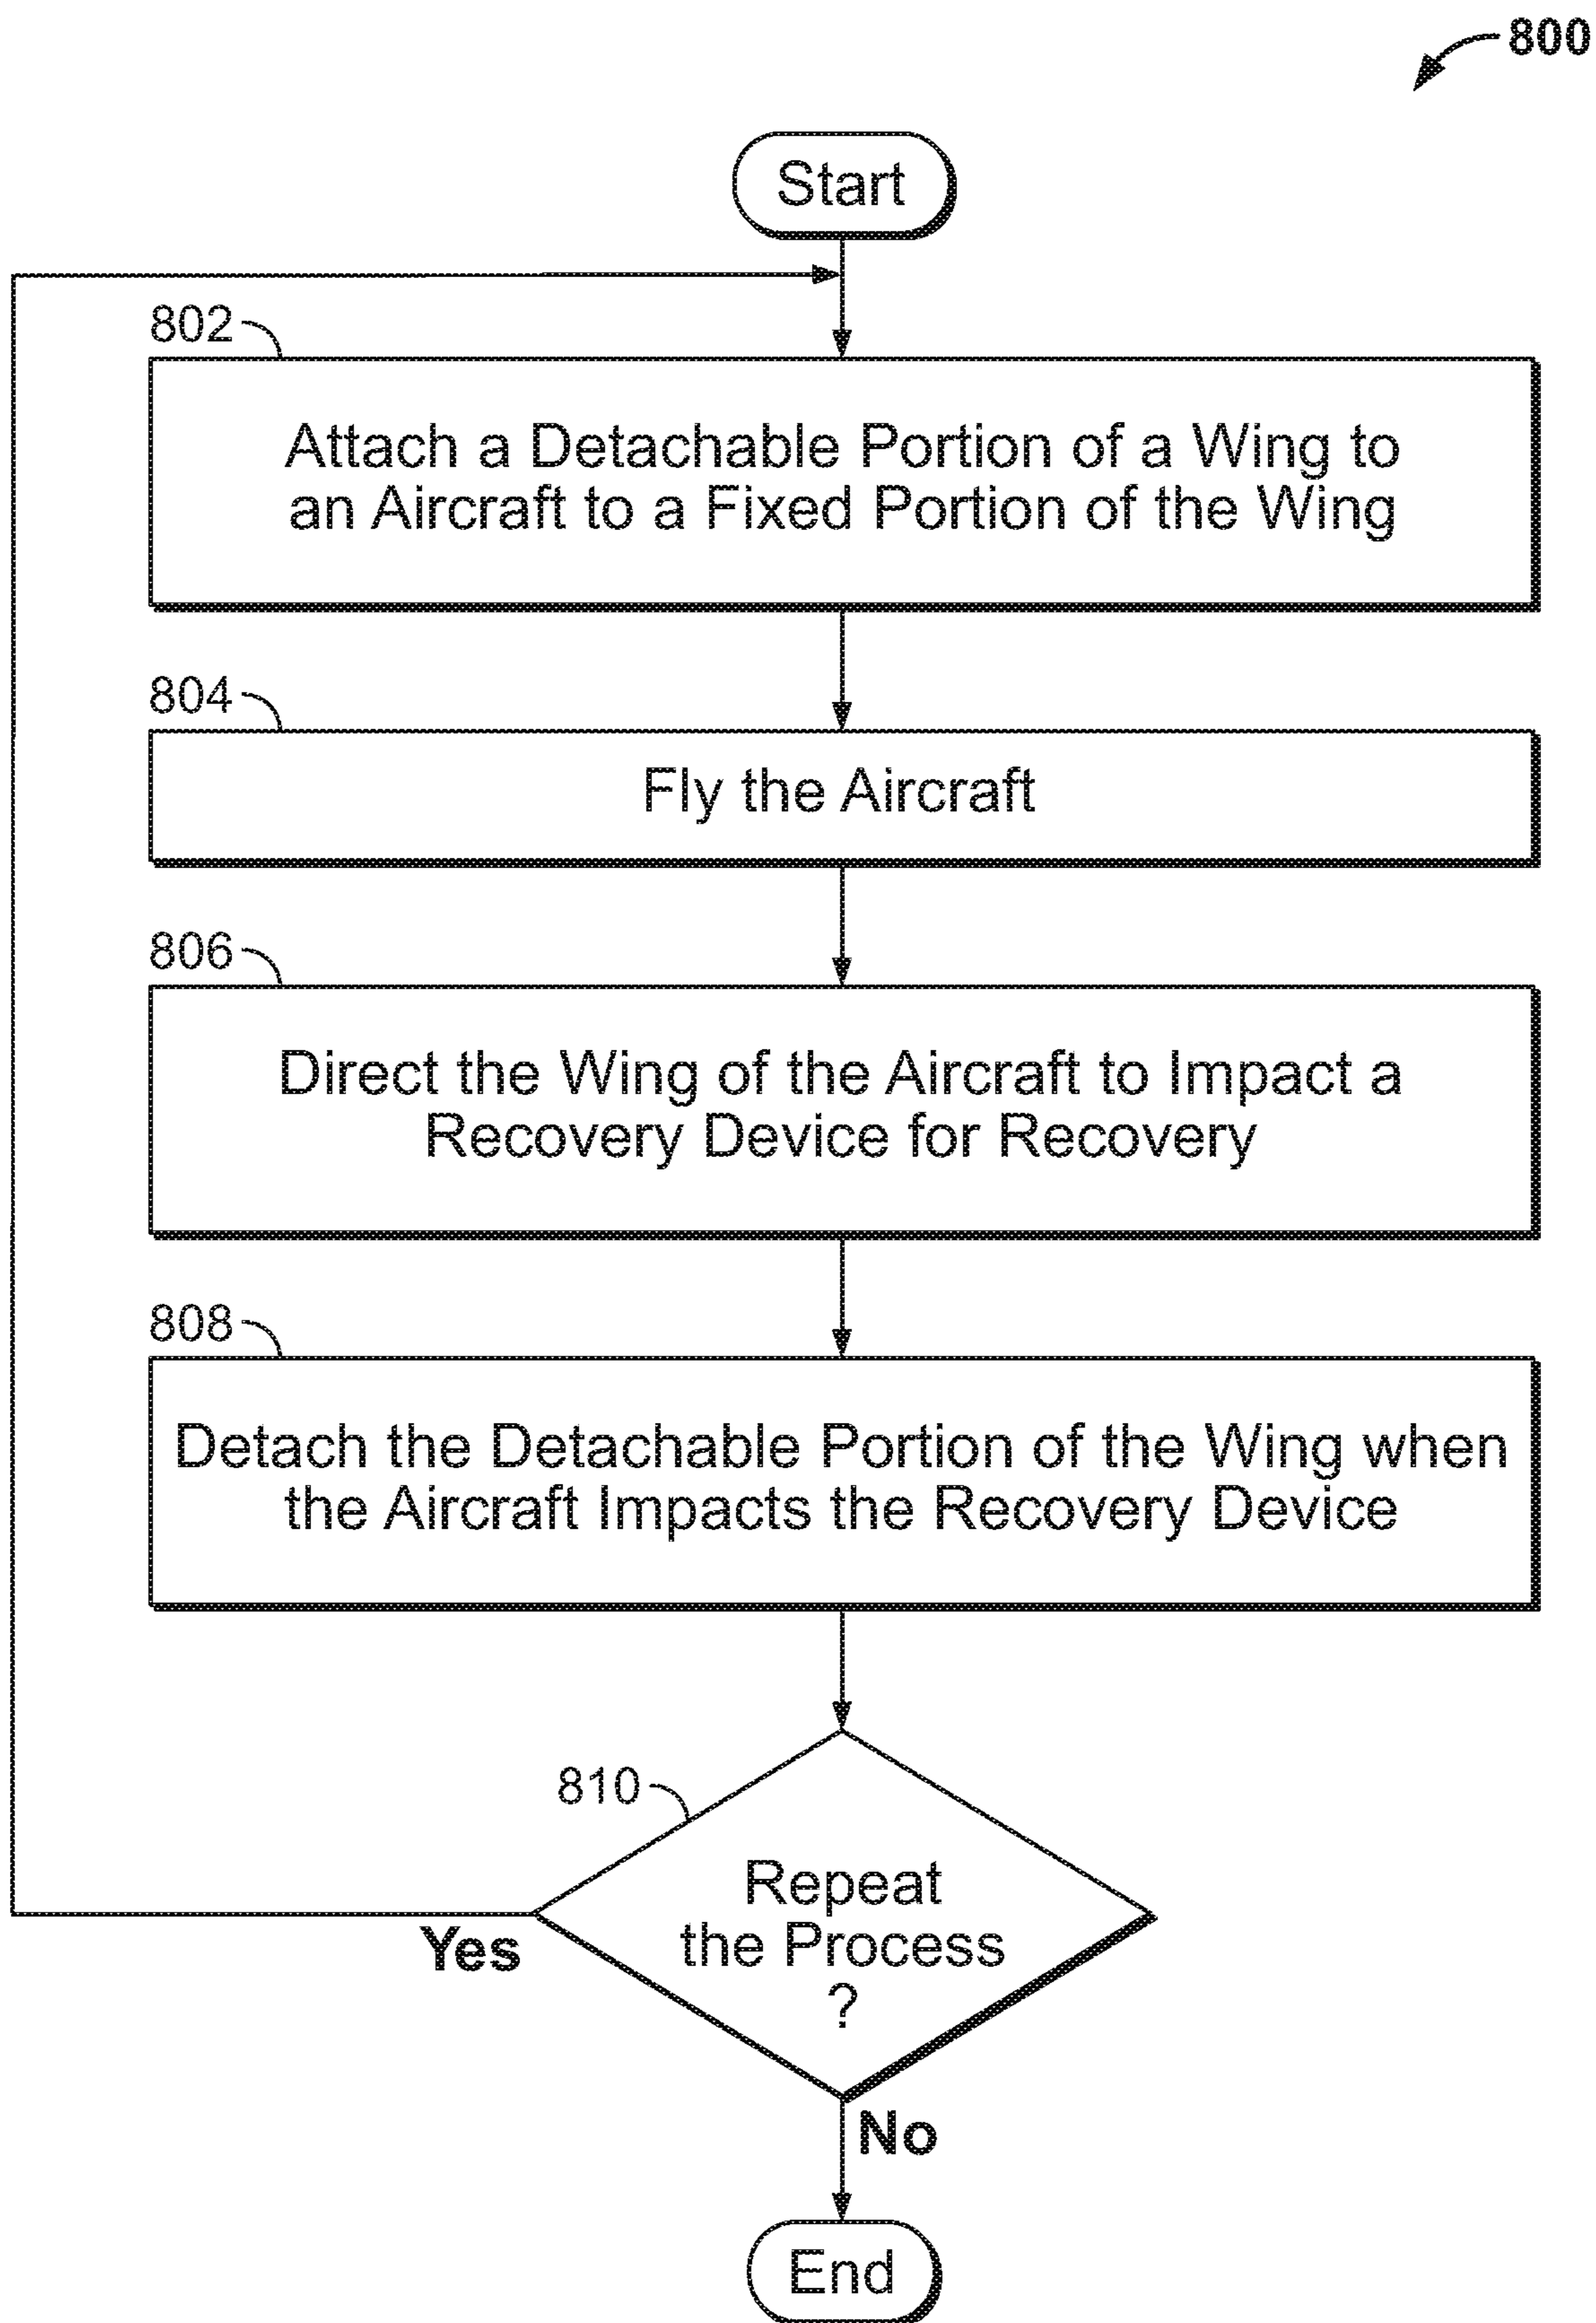 800
Start
802
Attach a Detachable Portion of a Wing to
an Aircraft to a Fixed Portion of the Wing
804
Fly the Aircraft
806
Direct the Wing of the Aircraft to Impact a
Recovery Device for Recovery
808
Detach the Detachable Portion of the Wing when
the Aircraft Impacts the Recovery Device
810
Repeat
the Process
?
Yes
No
End